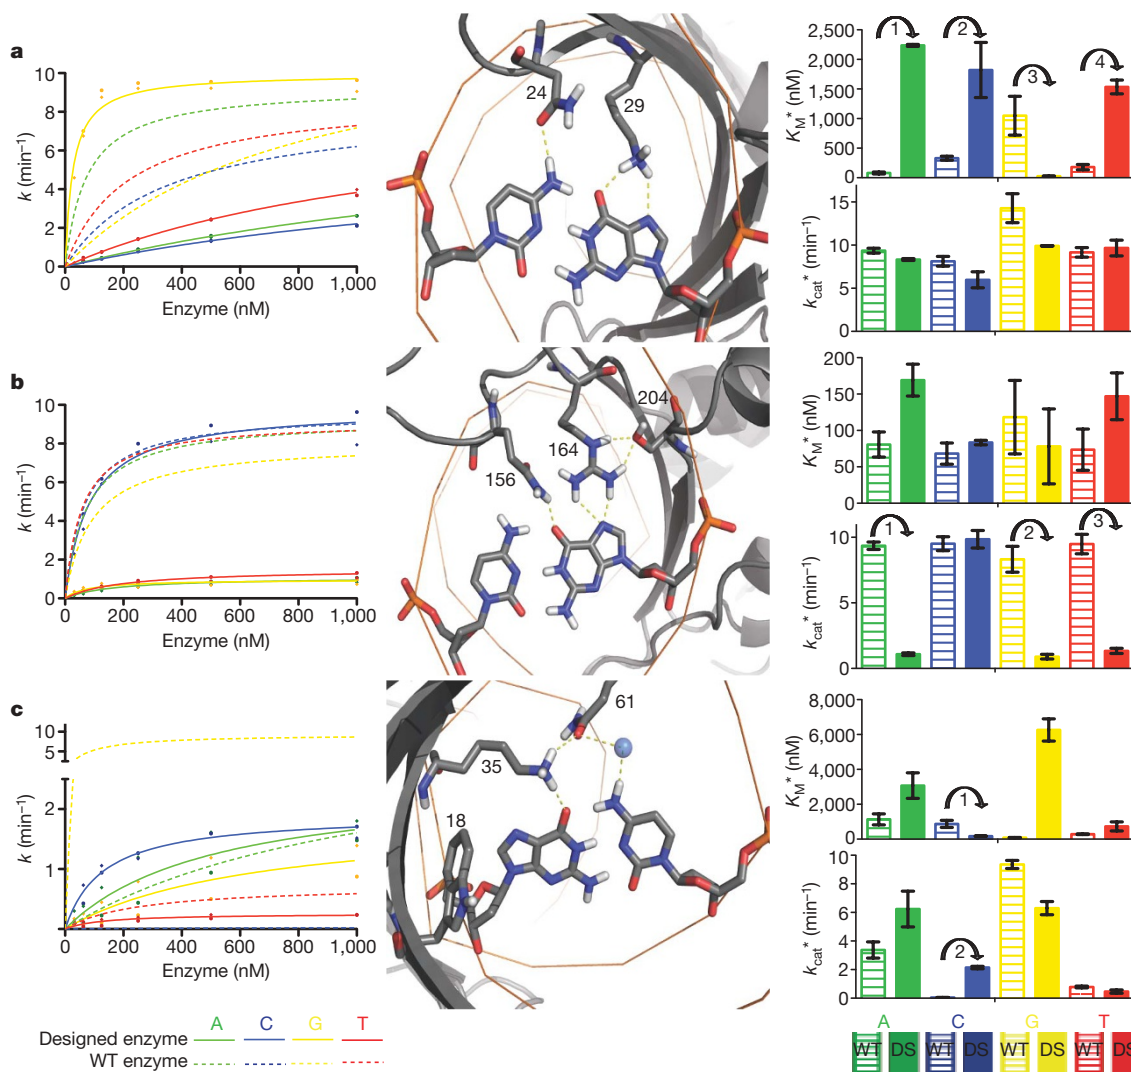 a
10
8
6
4
2
0
k (min⁻¹)
0 200 400 600 800 1,000
Enzyme (nM)
24
29
2,500
2,000
1,500
1,000
500
0
K_M* (nM)
1 2 3 4
15
10
5
0
k_cat* (min⁻¹)
b
10
8
6
4
2
0
k (min⁻¹)
0 200 400 600 800 1,000
Enzyme (nM)
204
164
156
200
150
100
50
0
K_M* (nM)
10
5
0
k_cat* (min⁻¹)
1 2 3
c
10
5
2
1
k (min⁻¹)
0 200 400 600 800 1,000
Enzyme (nM)
61
35
18
8,000
6,000
4,000
2,000
0
K_M* (nM)
1
10
8
6
4
2
0
k_cat* (min⁻¹)
2
A C G T
WT DS WT DS WT DS WT DS
A C G T
Designed enzyme
WT enzyme